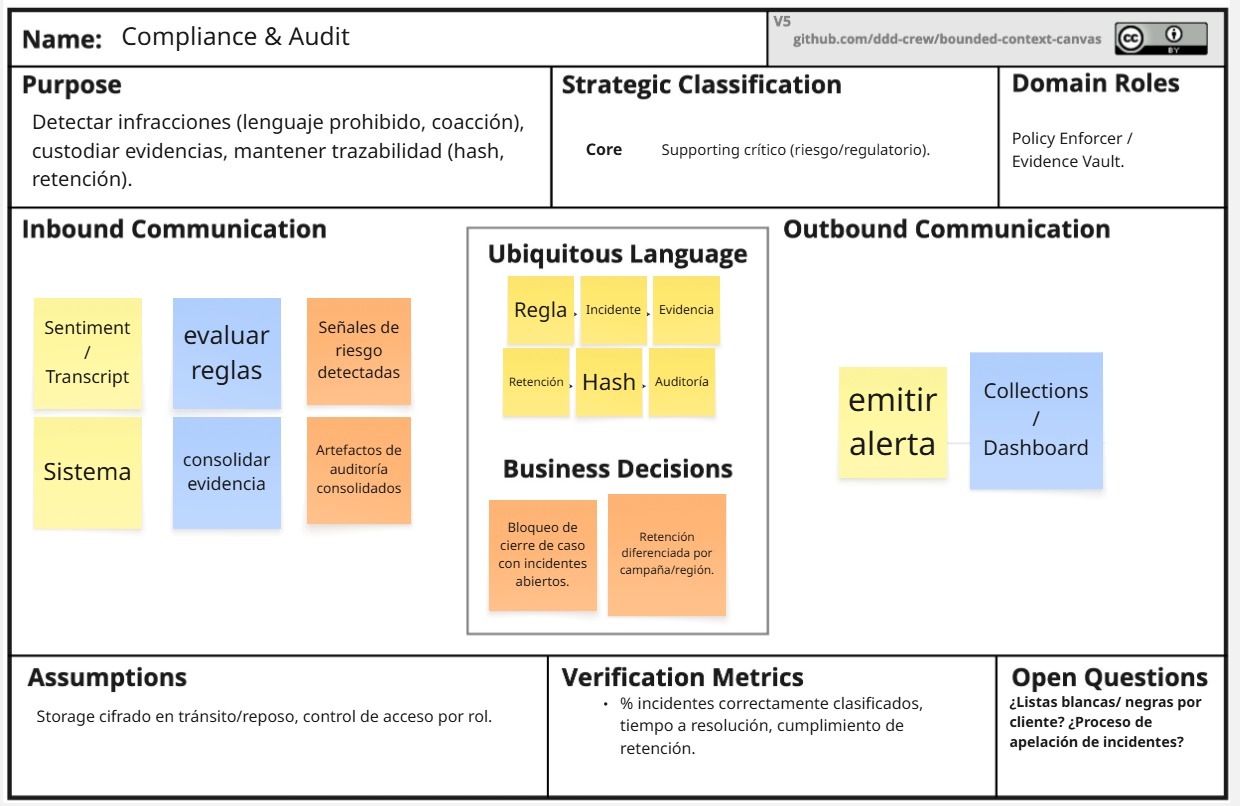 Name: Compliance & Audit
V5
github.com/ddd-crew/bounded-context-canvas
cc
BY
Purpose
Detectar infracciones (lenguaje prohibido, coacción),
custodiar evidencias, mantener trazabilidad (hash,
retención).
Strategic Classification
Core
Supporting crítico (riesgo/regulatorio).
Domain Roles
Policy Enforcer /
Evidence Vault.
Inbound Communication
Sentiment
/
Transcript
evaluar
reglas
Señales de
riesgo
detectadas
Sistema
consolidar
evidencia
Artefactos de
auditoría
consolidados
Ubiquitous Language
Regla
Incidente
Evidencia
Retención
Hash
Auditoría
Business Decisions
Bloqueo de
cierre de caso
con incidentes
abiertos.
Retención
diferenciada por
campaña/región.
Outbound Communication
emitir
alerta
Collections
/
Dashboard
Assumptions
Storage cifrado en tránsito/reposo, control de acceso por rol.
Verification Metrics
• % incidentes correctamente clasificados,
tiempo a resolución, cumplimiento de
retención.
Open Questions
¿Listas blancas/ negras por
cliente? ¿Proceso de
apelación de incidentes?